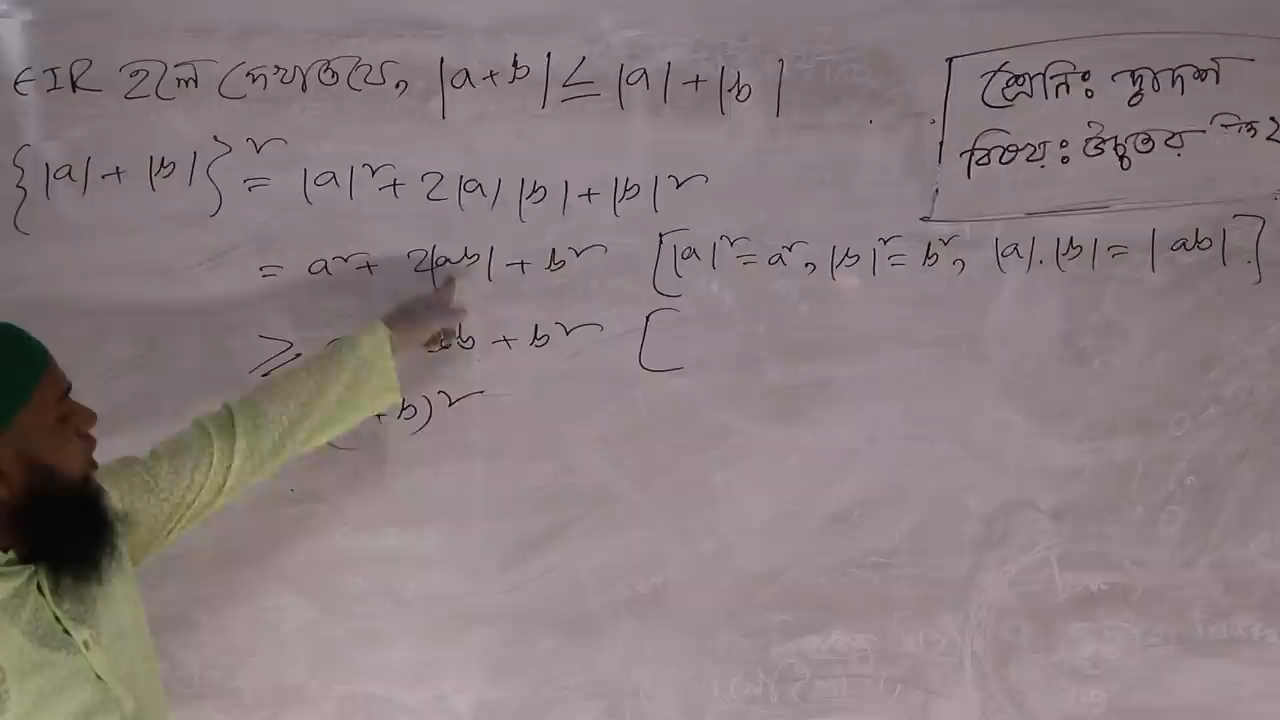 ∈IR হলে দেখাওযে, |a+b| ≤ |a|+|b|
শ্রেনি: দ্বাদশ
বিষয়: উচ্চতর
{|a|+|b|}² = |a|²+ 2|a||b|+|b|²
= a²+ 2|ab|+b² [|a|²=a², |b|²=b², |a|.|b|=|ab|.]
≥ ab+b² [
+b)²